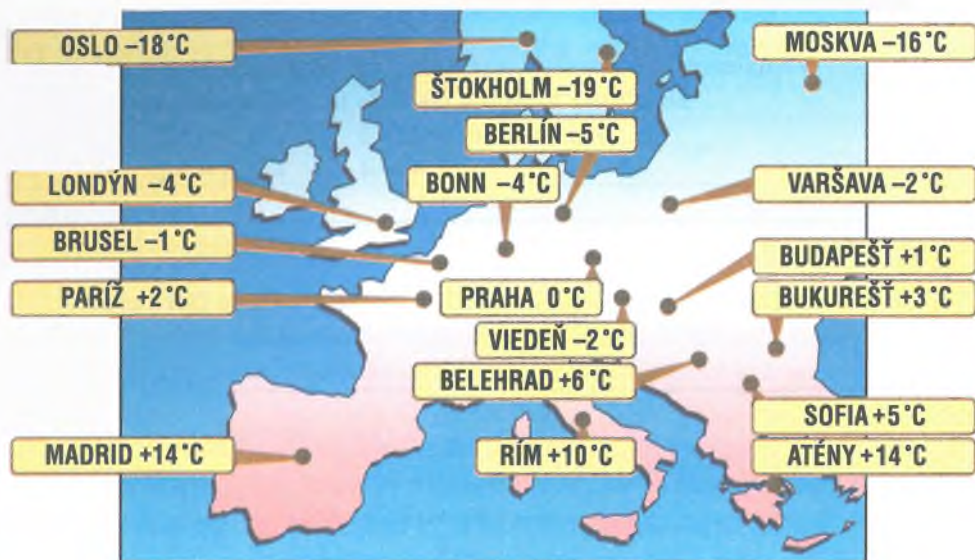 OSLO –18 °C
MOSKVA –16 °C
ŠTOKHOLM –19 °C
BERLÍN –5 °C
LONDÝN –4 °C
BONN –4 °C
VARŠAVA –2 °C
BRUSEL –1 °C
BUDAPEŠŤ +1 °C
PARÍŽ +2 °C
PRAHA 0 °C
BUKUREŠŤ +3 °C
VIEDEŇ –2 °C
BELEHRAD +6 °C
SOFIA +5 °C
MADRID +14 °C
RÍM +10 °C
ATÉNY +14 °C